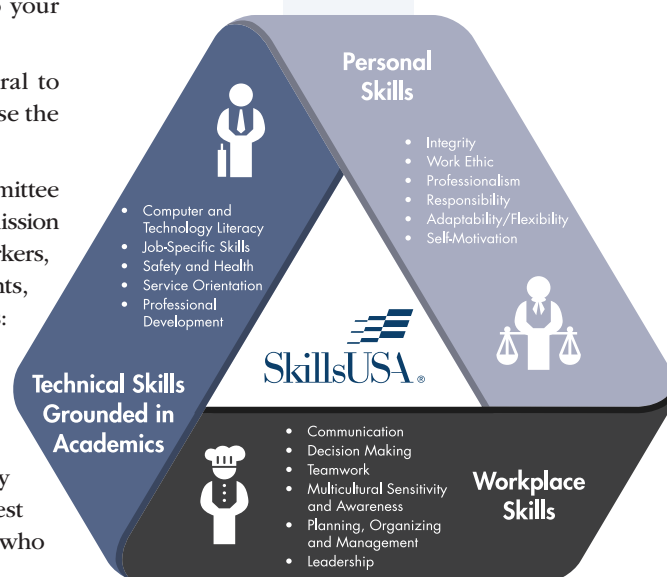 your
ral to
se the
mittee
ission
kers,
nts,
s:
y
est
who
Personal
Skills
• Integrity
• Work Ethic
• Professionalism
• Responsibility
• Adaptability/Flexibility
• Self-Motivation
• Computer and
Technology Literacy
• Job-Specific Skills
• Safety and Health
• Service Orientation
• Professional
Development
Technical Skills
Grounded in
Academics
SkillsUSA®
• Communication
• Decision Making
• Teamwork
• Multicultural Sensitivity
and Awareness
• Planning, Organizing
and Management
• Leadership
Workplace
Skills